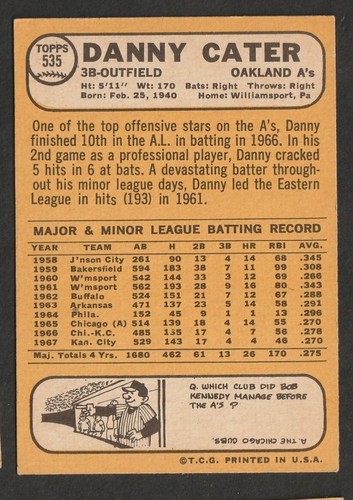 TOPPS
535
DANNY CATER
3B-OUTFIELD OAKLAND A's
Ht: 5'11" Wt: 170 Bats: Right Throws: Right
Born: Feb. 25, 1940 Home: Williamsport, Pa
One of the top offensive stars on the A's, Danny
finished 10th in the A.L. in batting in 1966. In his
2nd game as a professional player, Danny cracked
5 hits in 6 at bats. A devastating batter through-
out his minor league days, Danny led the Eastern
League in hits (193) in 1961.
MAJOR & MINOR LEAGUE BATTING RECORD
YEAR TEAM AB H 2B 3B HR RBI AVG.
1958 J'nson City 261 90 13 4 14 68 .345
1959 Bakersfield 594 183 38 7 11 99 .308
1960 W'msport 542 144 33 3 12 69 .266
1961 W'msport 562 193 28 9 16 80 .343
1962 Buffalo 524 151 21 7 12 67 .288
1963 Arkansas 471 137 23 5 14 58 .291
1964 Phila. 152 45 9 1 1 13
1965 Chicago (A) 514 139 18 4 14 55 .270
1966 Chi.-K.C. 485 7 4 7 56 .278
1967 Kan. City 529 143 17 4 4 46 .270
Maj. Totals 4 Yrs. 1680 462 61 13 26 170 .275
Q. WHICH CLUB DID BOB
KENNEDY MANAGE BEFORE
THE A'S ?
A. THE CHICAGO CUBS.
©T.C.G. PRINTED IN U.S.A.